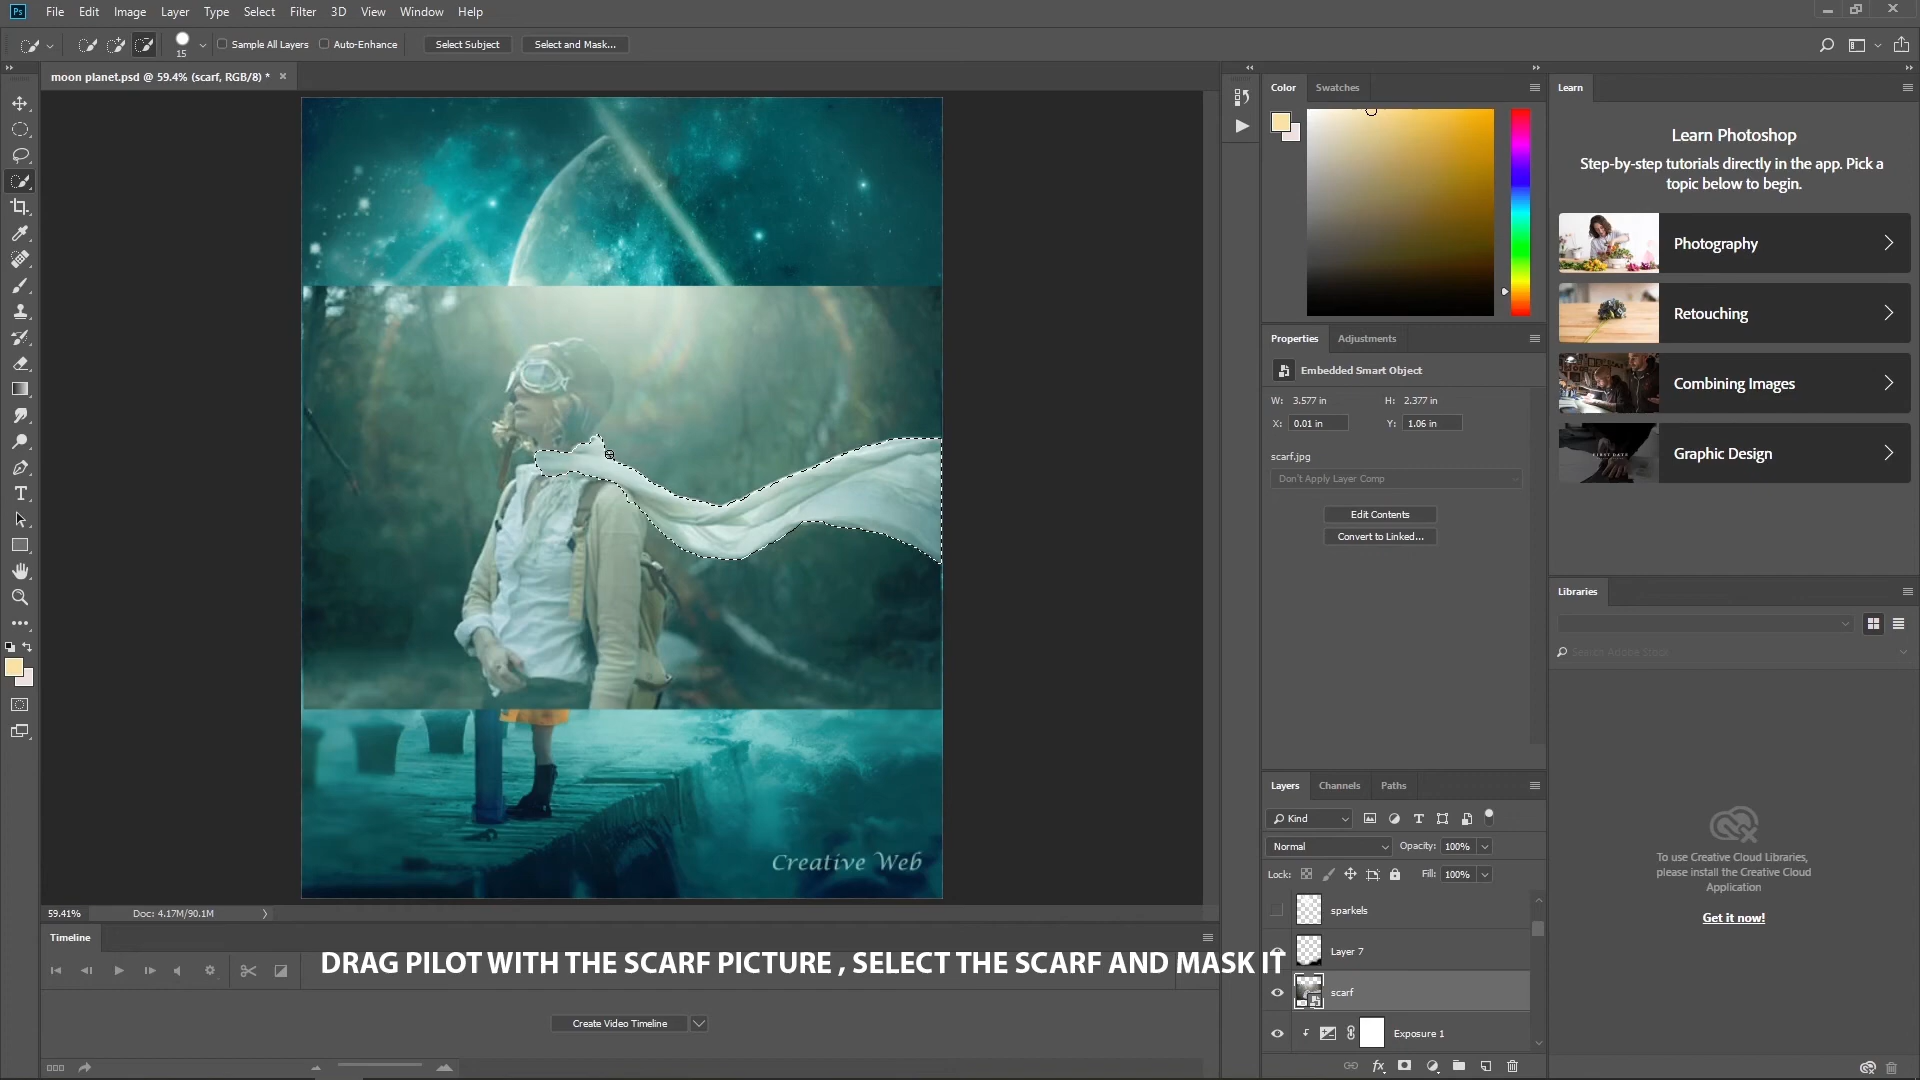 Ps File Edit Image Layer Type Select Filter 3D View Window Help
15 Sample All Layers Auto-Enhance Select Subject Select and Mask...
moon planet.psd @ 59.4% (scarf, RGB/8) *
Creative Web
59.41% Doc: 4.17M/90.1M
Timeline
DRAG PILOT WITH THE SCARF PICTURE , SELECT THE SCARF AND MASK IT
Create Video Timeline
Color Swatches
Properties Adjustments
Embedded Smart Object
W: 3.577 in H: 2.377 in
X: 0.01 in Y: 1.06 in
scarf.jpg
Don't Apply Layer Comp
Edit Contents
Convert to Linked...
Layers Channels Paths
Kind
Normal Opacity: 100%
Lock: Fill: 100%
sparkels
Layer 7
scarf
Exposure 1
fx
Learn
Learn Photoshop
Step-by-step tutorials directly in the app. Pick a
topic below to begin.
Photography
Retouching
Combining Images
Graphic Design
Libraries
Search Adobe Stock
To use Creative Cloud Libraries,
please install the Creative Cloud
Application
Get it now!